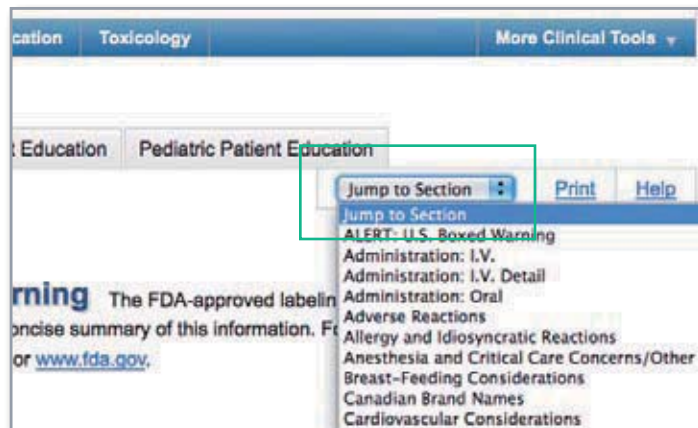 cation Toxicology More Clinical Tools
t Education Pediatric Patient Education
Jump to Section Print Help
Jump to Section
ALERT: U.S. Boxed Warning
Administration: I.V.
Administration: I.V. Detail
rning The FDA-approved labelin
Administration: Oral
Adverse Reactions
oncise summary of this information. Fo
Allergy and Idiosyncratic Reactions
or www.fda.gov.
Anesthesia and Critical Care Concerns/Other
Breast-Feeding Considerations
Canadian Brand Names
Cardiovascular Considerations